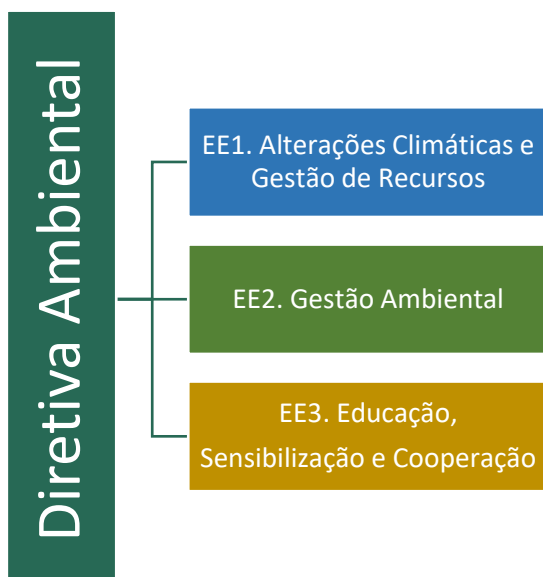 Diretiva Ambiental
EE1. Alterações Climáticas e
Gestão de Recursos
EE2. Gestão Ambiental
EE3. Educação,
Sensibilização e Cooperação